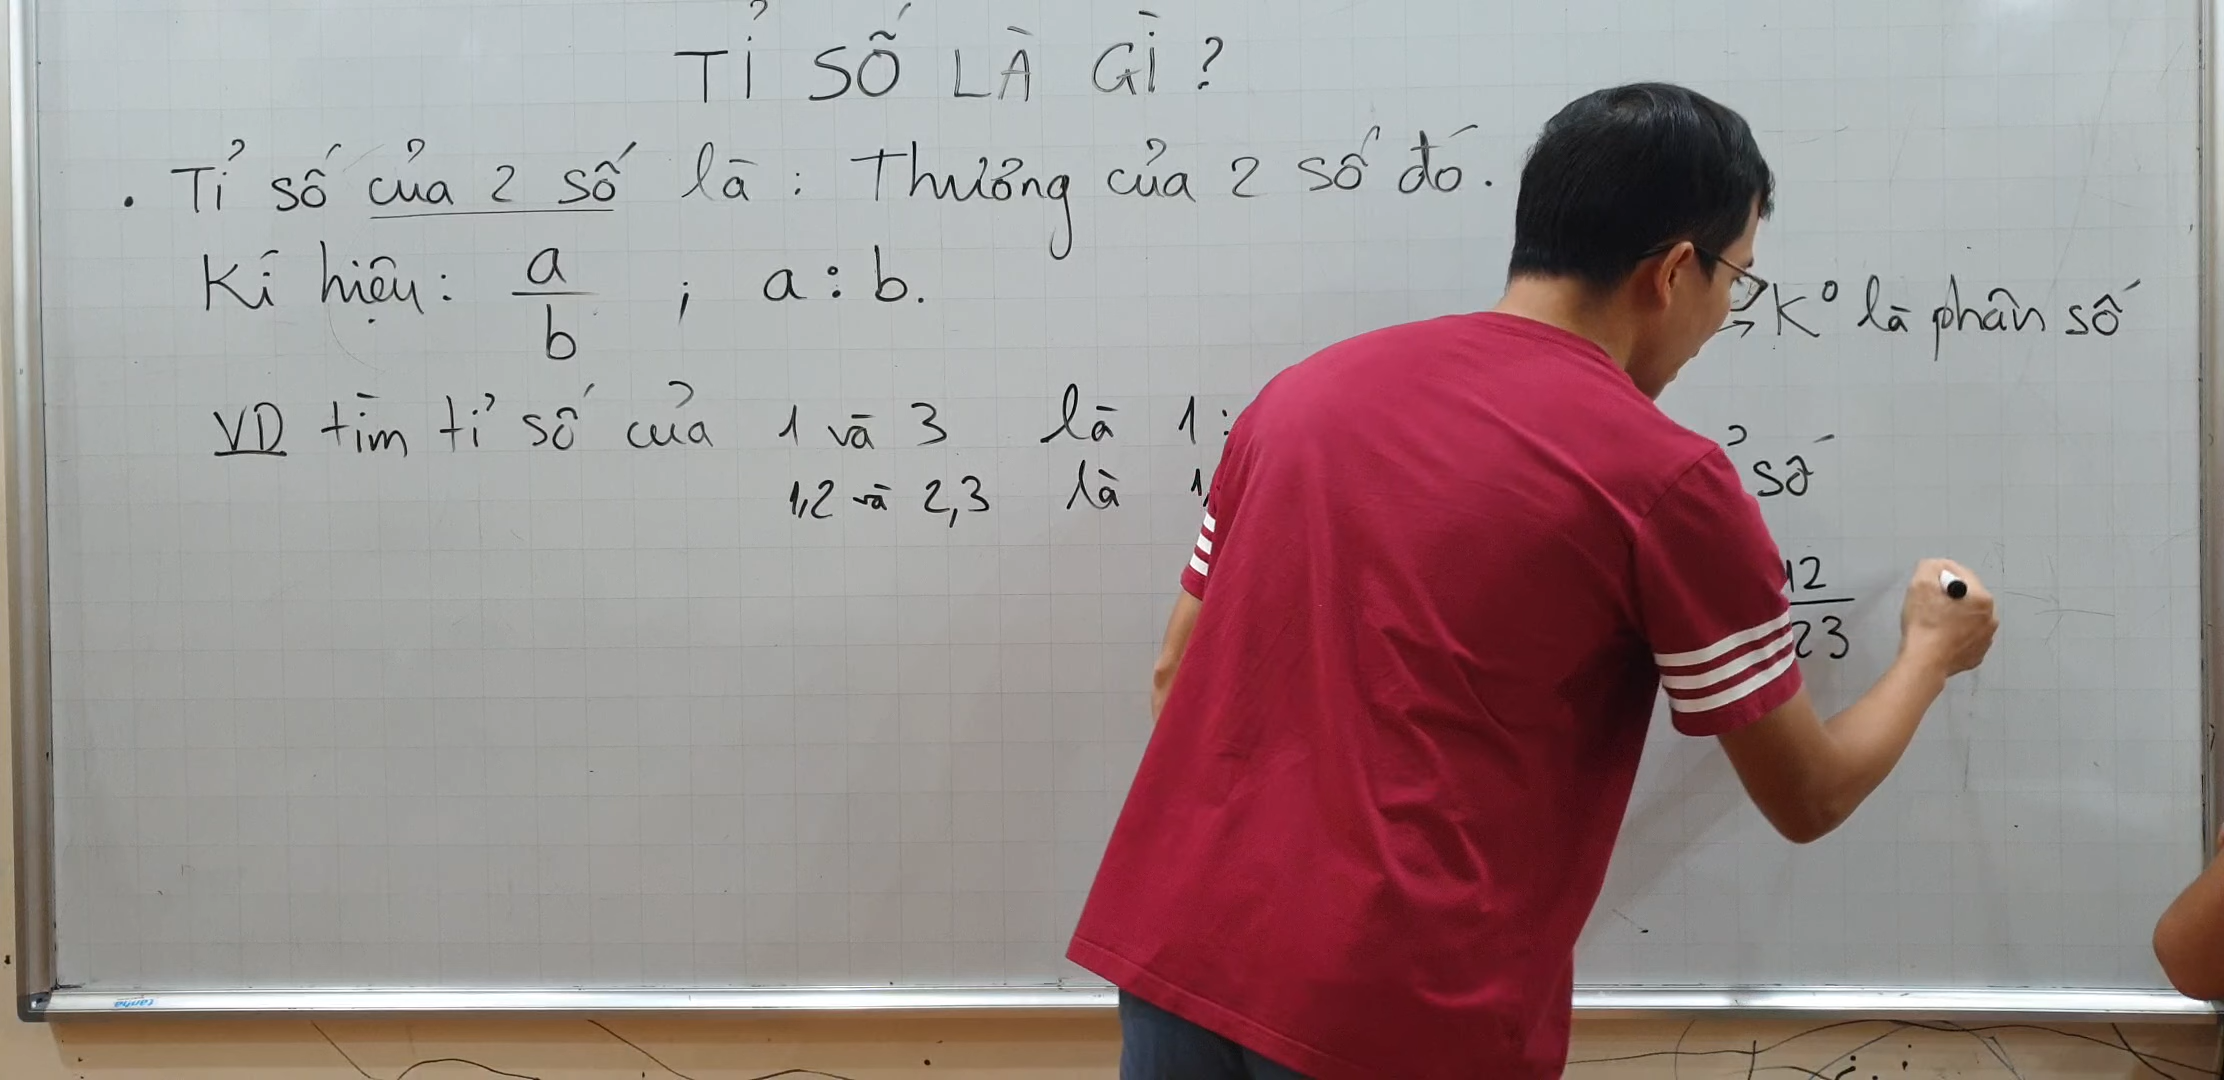 TỈ SỐ LÀ GÌ ?
. Tỉ số của 2 số là : Thương của 2 số đó.
Kí hiệu: a/b ; a : b.
→ K° là phân số
VD tìm tỉ số của 1 và 3 là 1 :
số
1,2 và 2,3 là 1,
12/23